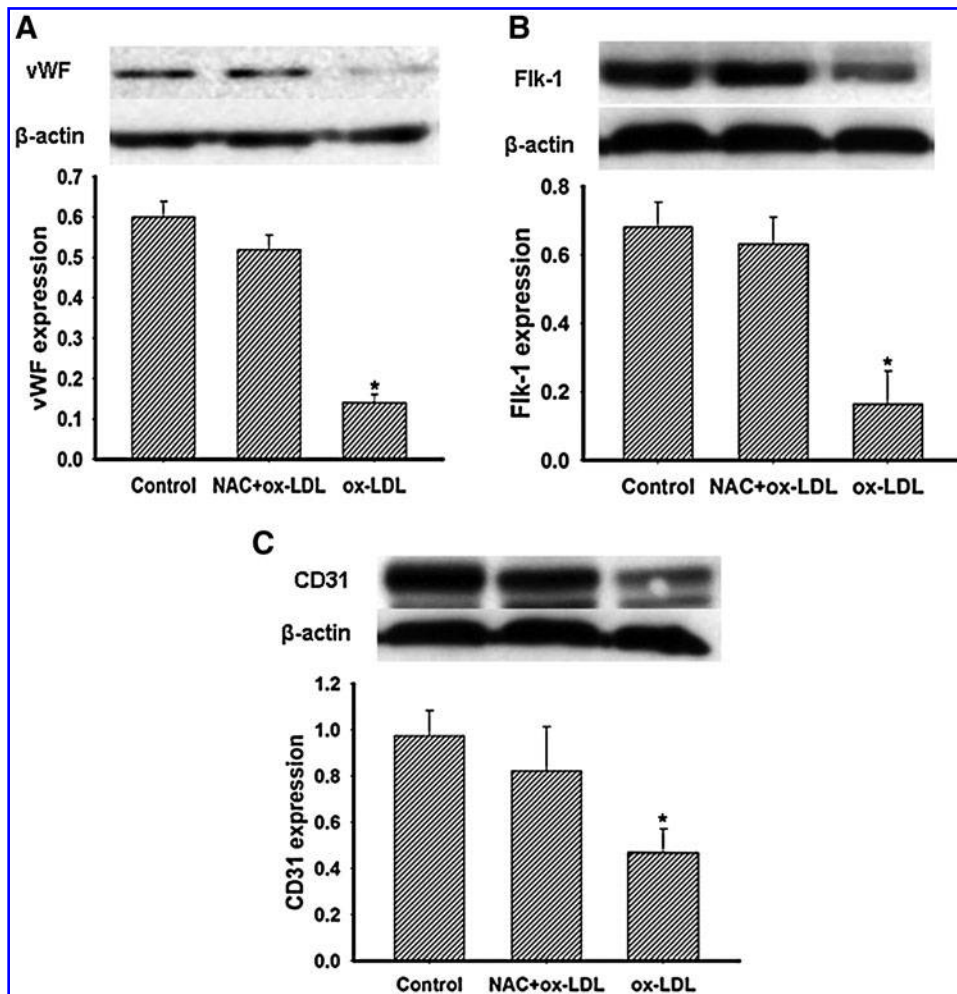 A
vWF
β-actin
0.7
0.6
0.5
0.4
0.3
0.2
0.1
0.0
vWF expression
*
Control NAC+ox-LDL ox-LDL
B
Flk-1
β-actin
0.8
0.6
0.4
0.2
0.0
Flk-1 expression
*
Control NAC+ox-LDL ox-LDL
C
CD31
β-actin
1.2
1.0
0.8
0.6
0.4
0.2
0.0
CD31 expression
*
Control NAC+ox-LDL ox-LDL